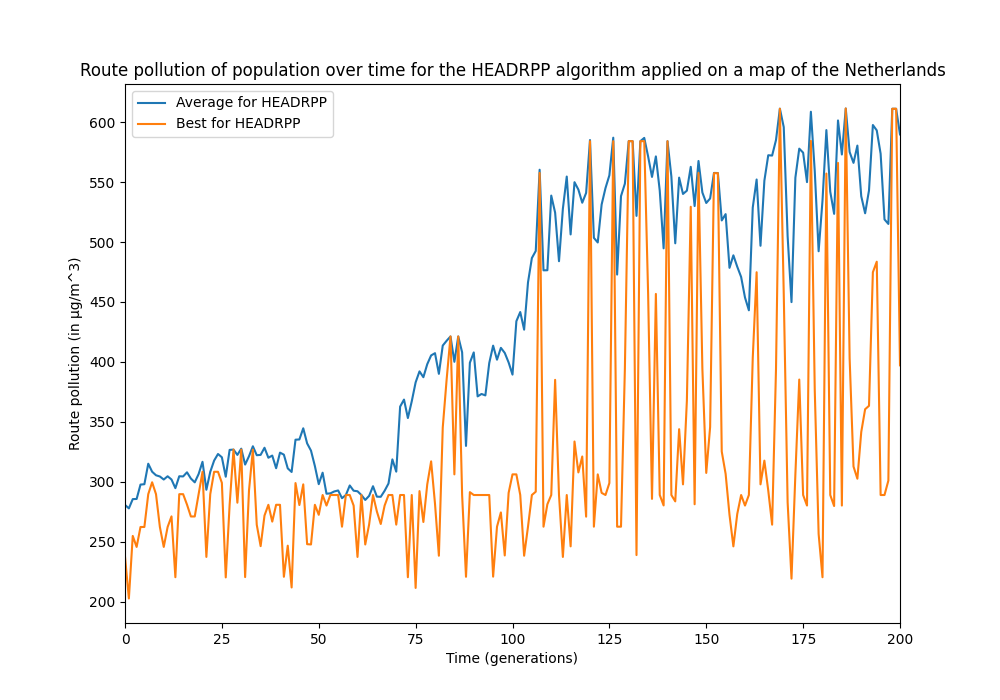 Route pollution of population over time for the HEADRPP algorithm applied on a map of the Netherlands
Average for HEADRPP
Best for HEADRPP
Route pollution (in μg/m^3)
600
550
500
450
400
350
300
250
200
0 25 50 75 100 125 150 175 200
Time (generations)